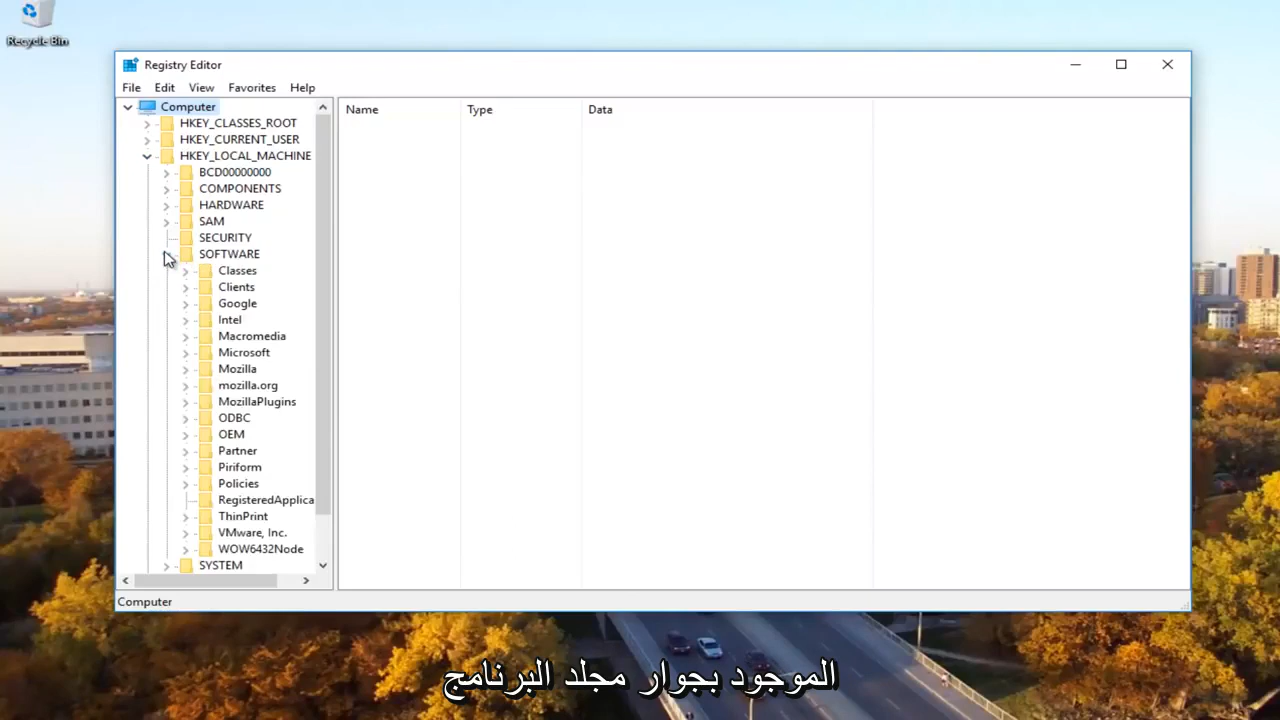 Recycle Bin
Registry Editor
File Edit View Favorites Help
Computer
HKEY_CLASSES_ROOT
HKEY_CURRENT_USER
HKEY_LOCAL_MACHINE
BCD00000000
COMPONENTS
HARDWARE
SAM
SECURITY
SOFTWARE
Classes
Clients
Google
Intel
Macromedia
Microsoft
Mozilla
mozilla.org
MozillaPlugins
ODBC
OEM
Partner
Piriform
Policies
RegisteredApplica
ThinPrint
VMware, Inc.
WOW6432Node
SYSTEM
Name Type Data
Computer
الموجود بجوار مجلد البرنامج